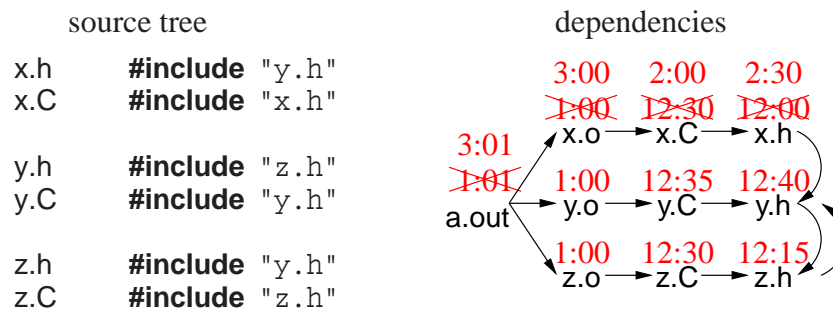 source tree
dependencies
x.h #include "y.h"
x.C #include "x.h"
y.h #include "z.h"
y.C #include "y.h"
z.h #include "y.h"
z.C #include "z.h"
3:00 2:00 2:30
1:00 12:30 12:00
x.o x.C x.h
3:01
1:01
a.out
1:00 12:35 12:40
y.o y.C y.h
1:00 12:30 12:15
z.o z.C z.h